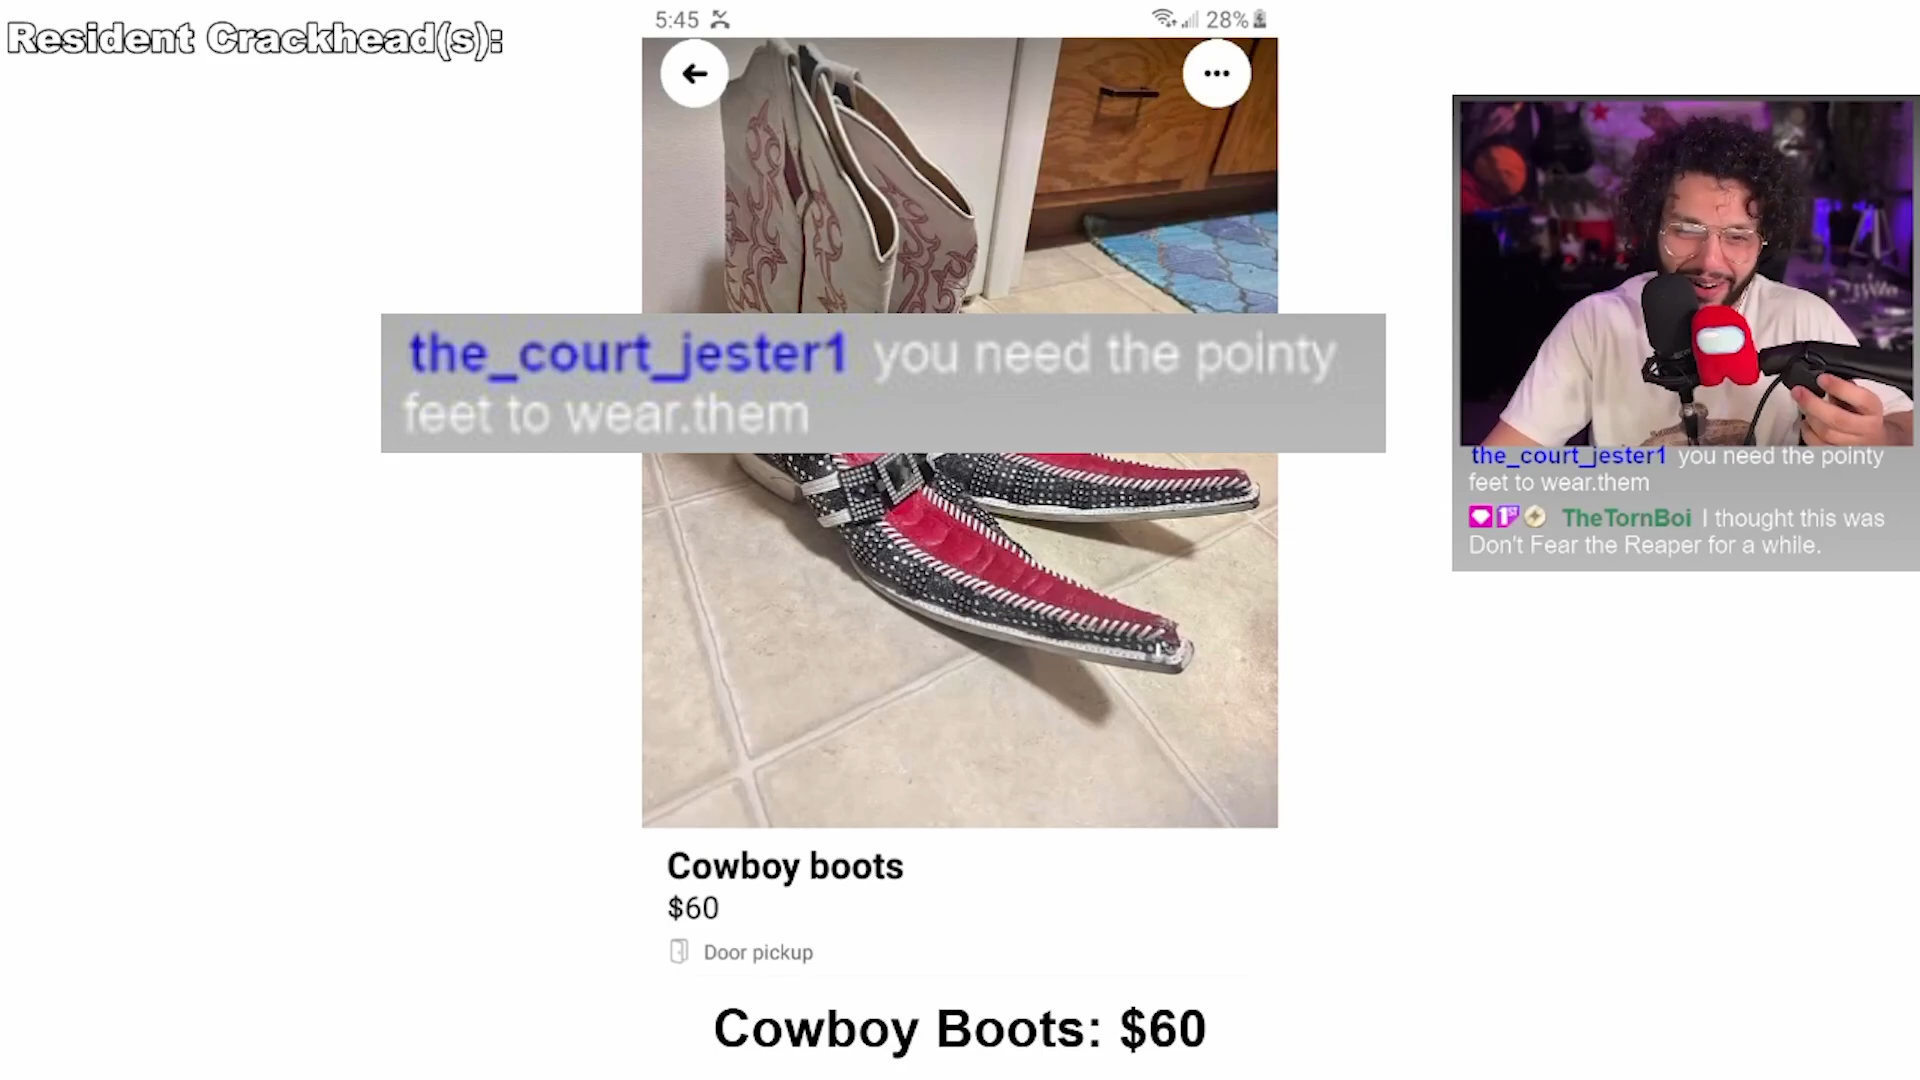 Resident Crackhead(s):
5:45
28%
the_court_jester1 you need the pointy
feet to wear.them
the_court_jester1 you need the pointy
feet to wear.them
1ST TheTornBoi I thought this was
Don't Fear the Reaper for a while.
Cowboy boots
$60
Door pickup
Cowboy Boots: $60